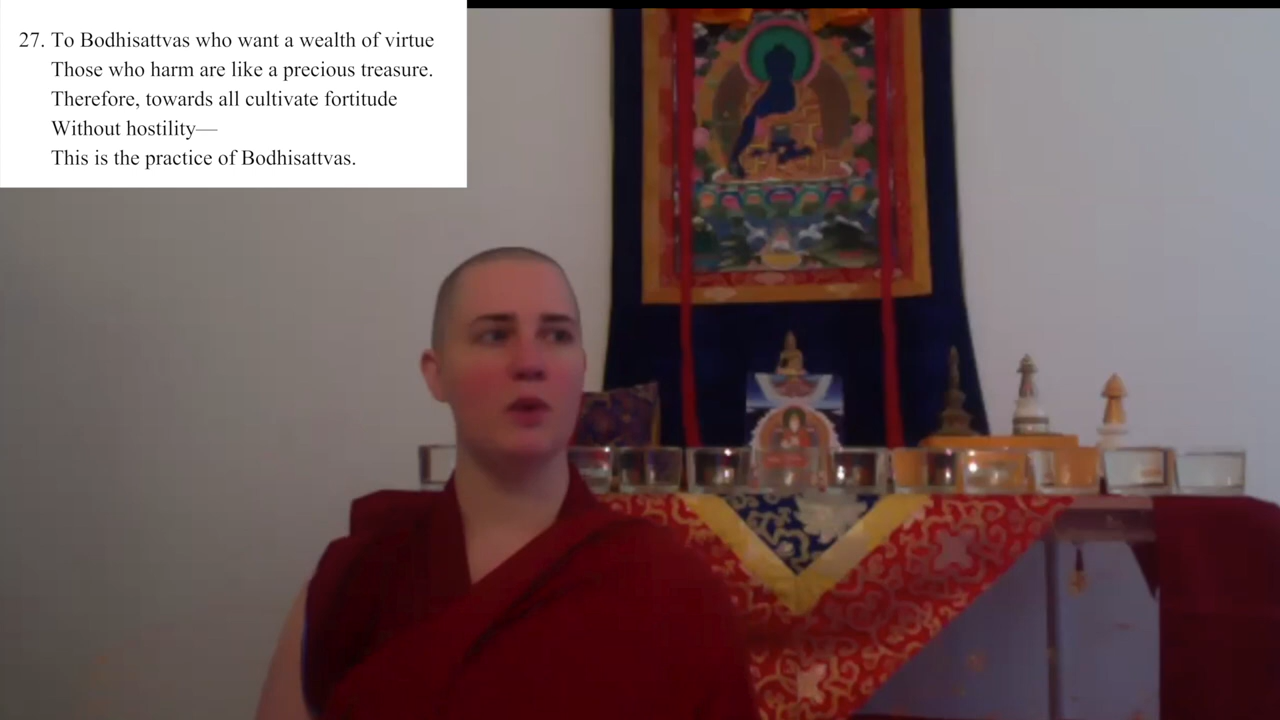 27. To Bodhisattvas who want a wealth of virtue
Those who harm are like a precious treasure.
Therefore, towards all cultivate fortitude
Without hostility—
This is the practice of Bodhisattvas.